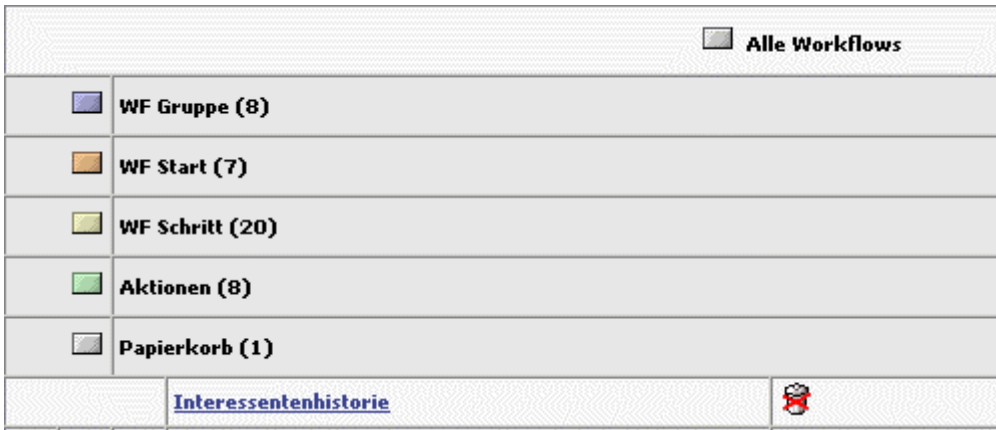 Alle Workflows
WF Gruppe (8)
WF Start (7)
WF Schritt (20)
Aktionen (8)
Papierkorb (1)
Interessentenhistorie